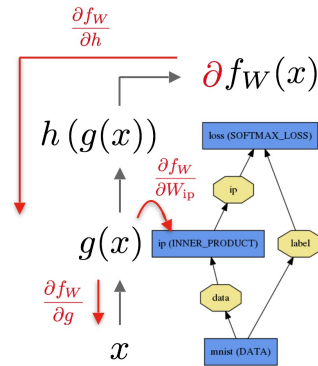 ∂f_W/∂h
∂f_W(x)
h(g(x))
loss (SOFTMAX_LOSS)
∂f_W/∂W_ip
ip
g(x)
ip (INNER_PRODUCT)
label
∂f_W/∂g
data
x
mnist (DATA)